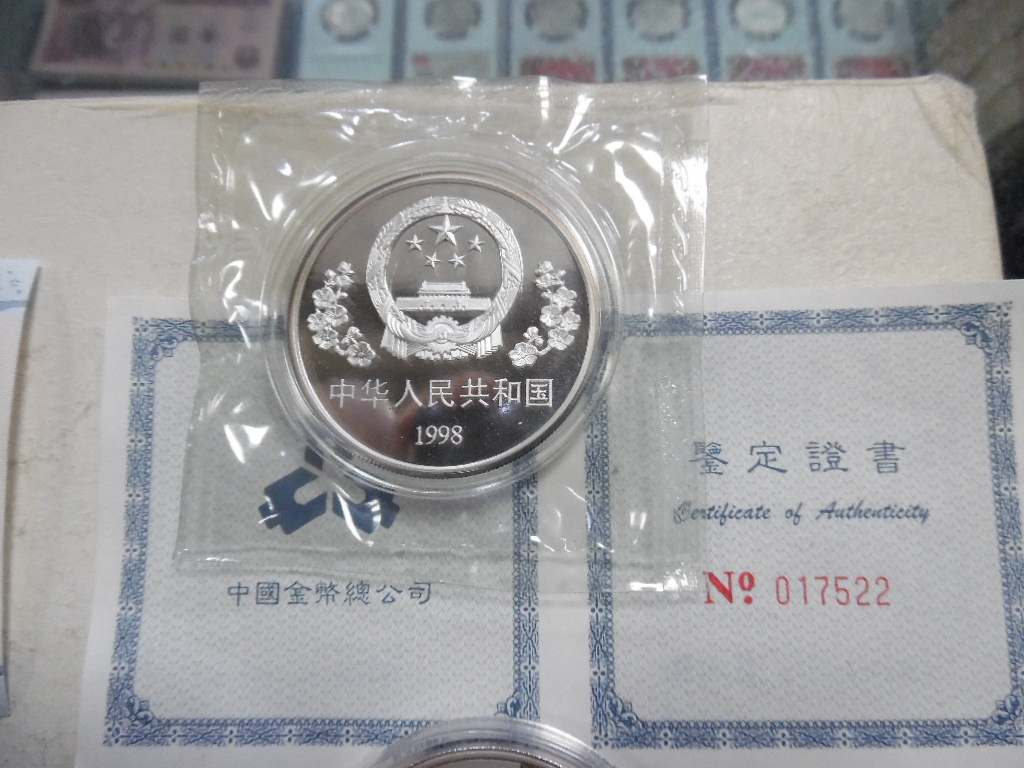 中华人民共和国
1998
中國金幣總公司
鑒定證書
Certificate of Authenticity
Nº 017522